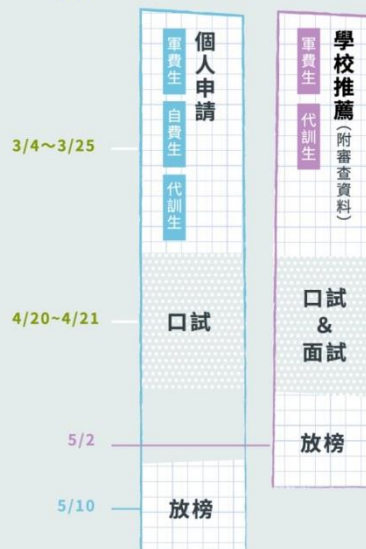 個人申請
軍費生
自費生
代訓生
學校推薦(附審查資料)
軍費生
代訓生
3/4～3/25
4/20~4/21
口試
口試
&
面試
5/2
放榜
5/10
放榜